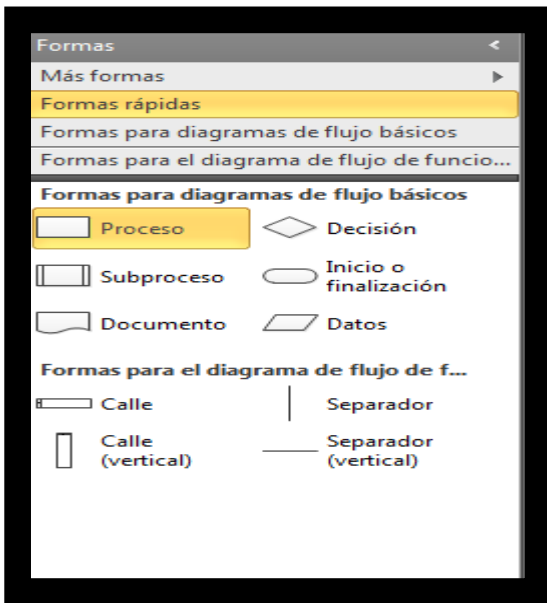 Formas
Más formas
Formas rápidas
Formas para diagramas de flujo básicos
Formas para el diagrama de flujo de funcio...
Formas para diagramas de flujo básicos
Proceso
Decisión
Subproceso
Inicio o
finalización
Documento
Datos
Formas para el diagrama de flujo de f...
Calle
Separador
Calle
(vertical)
Separador
(vertical)